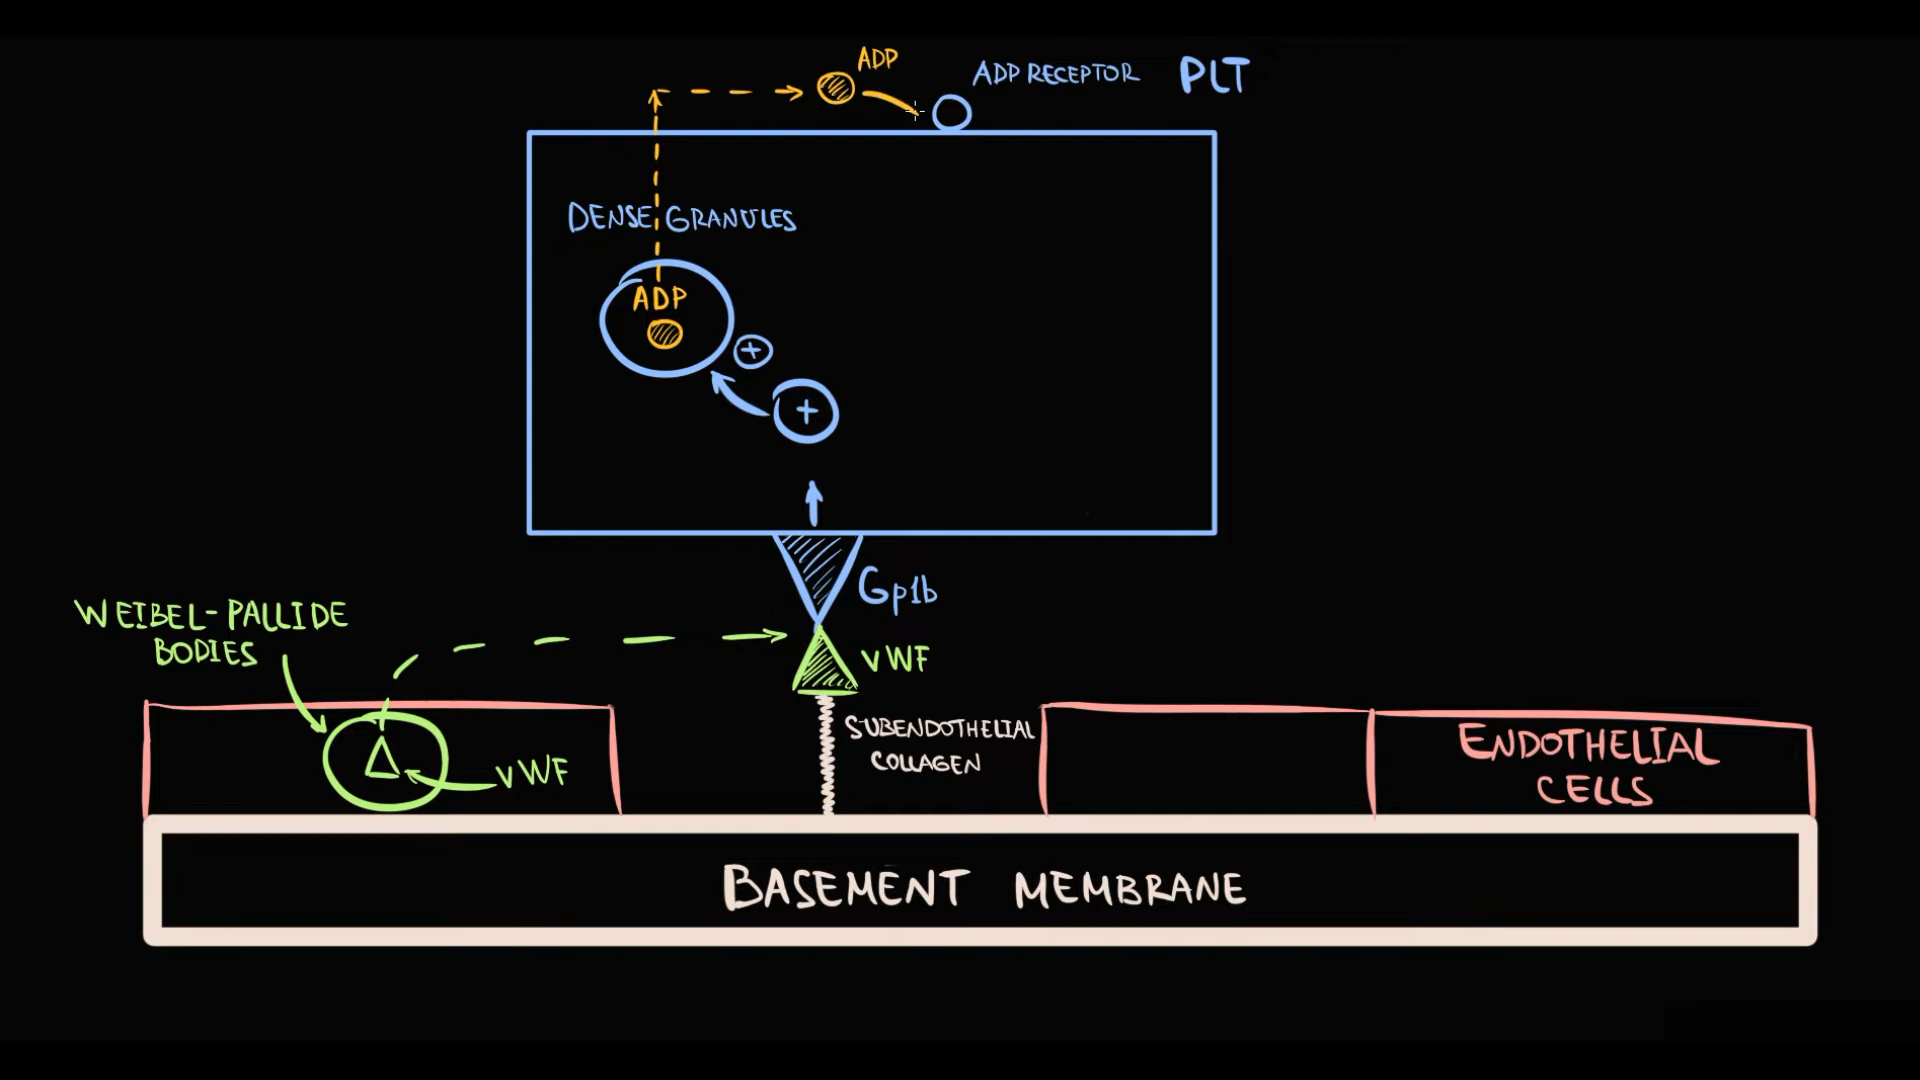 ADP
ADP RECEPTOR
PLT
DENSE GRANULES
ADP
+
+
Gp1b
WEIBEL-PALLIDE
BODIES
vWF
SUBENDOTHELIAL
COLLAGEN
vWF
ENDOTHELIAL
CELLS
BASEMENT MEMBRANE